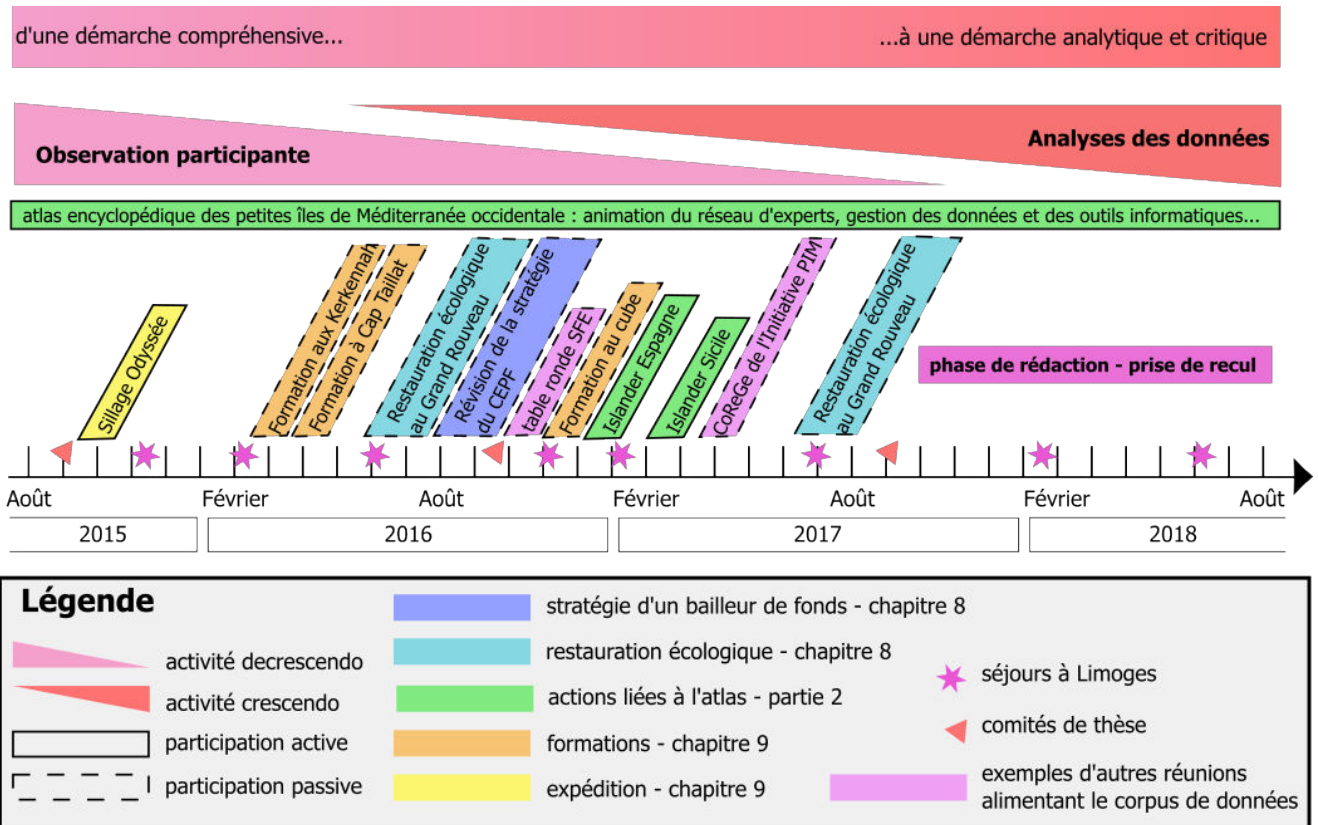 d'une démarche compréhensive...
...à une démarche analytique et critique
Observation participante
Analyses des données
atlas encyclopédique des petites îles de Méditerranée occidentale : animation du réseau d'experts, gestion des données et des outils informatiques...
Sillage Odyssée
Formation aux Kerkennah
Formation à Cap Taillat
Restauration écologique
au Grand Rouveau
Révision de la stratégie
du CEPF
table ronde SFE
Formation au cube
Islander Espagne
Islander Sicile
CoReGe de l'Initiative PIM
Restauration écologique
au Grand Rouveau
phase de rédaction - prise de recul
Août
Février
Août
Février
Août
Février
Août
2015
2016
2017
2018
Légende
activité decrescendo
activité crescendo
participation active
participation passive
stratégie d'un bailleur de fonds - chapitre 8
restauration écologique - chapitre 8
actions liées à l'atlas - partie 2
formations - chapitre 9
expédition - chapitre 9
séjours à Limoges
comités de thèse
exemples d'autres réunions
alimentant le corpus de données